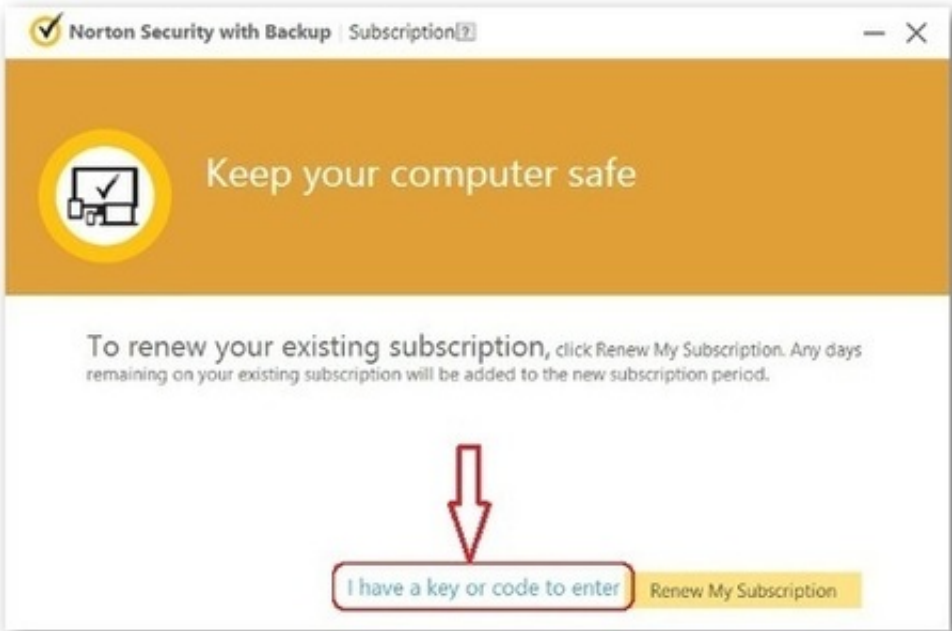 Norton Security with Backup Subscription [?]
Keep your computer safe
To renew your existing subscription, click Renew My Subscription. Any days
remaining on your existing subscription will be added to the new subscription period.
I have a key or code to enter Renew My Subscription